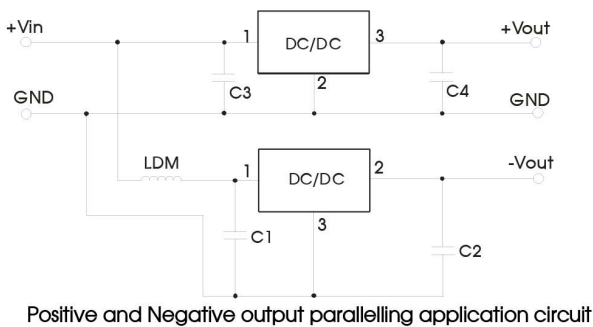 +Vin
1
DC/DC
3
+Vout
2
C3
C4
GND
GND
LDM
1
DC/DC
2
-Vout
3
C1
C2
Positive and Negative output parallelling application circuit